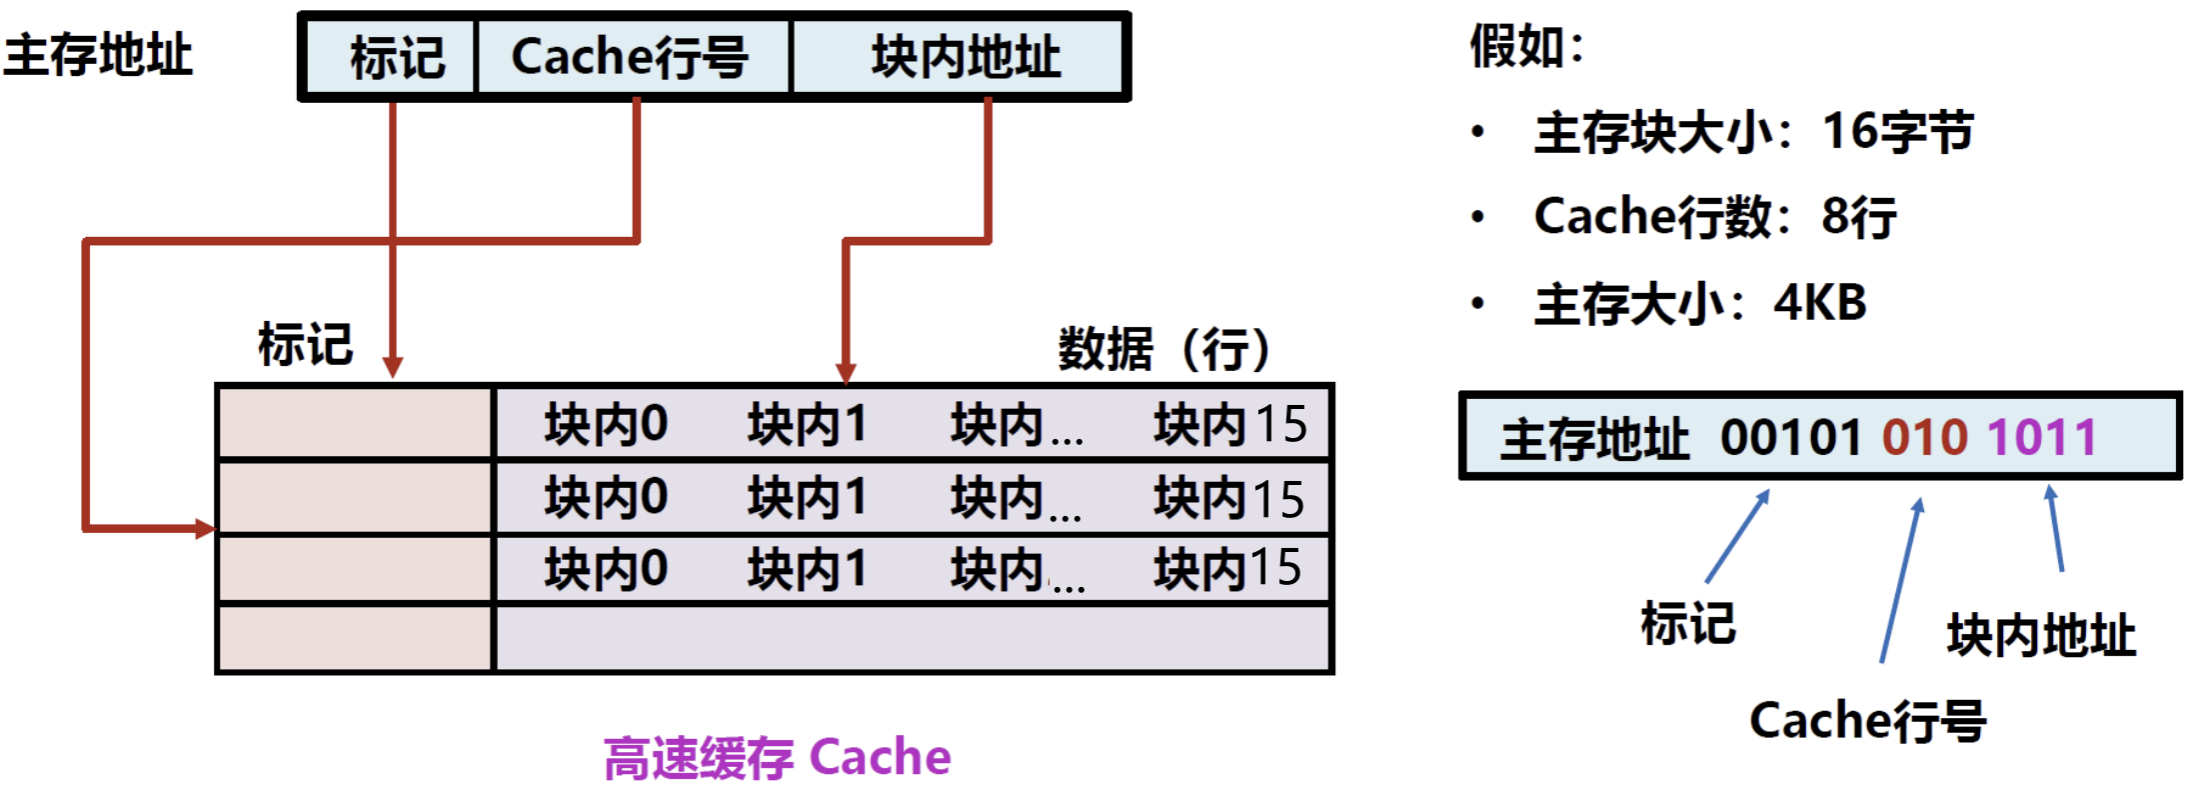 主存地址
标记 Cache行号 块内地址
标记
数据（行）
块内0 块内1 块内... 块内15
块内0 块内1 块内... 块内15
块内0 块内1 块内... 块内15
高速缓存 Cache
假如：
• 主存块大小：16字节
• Cache行数：8行
• 主存大小：4KB
主存地址 00101 010 1011
标记
块内地址
Cache行号